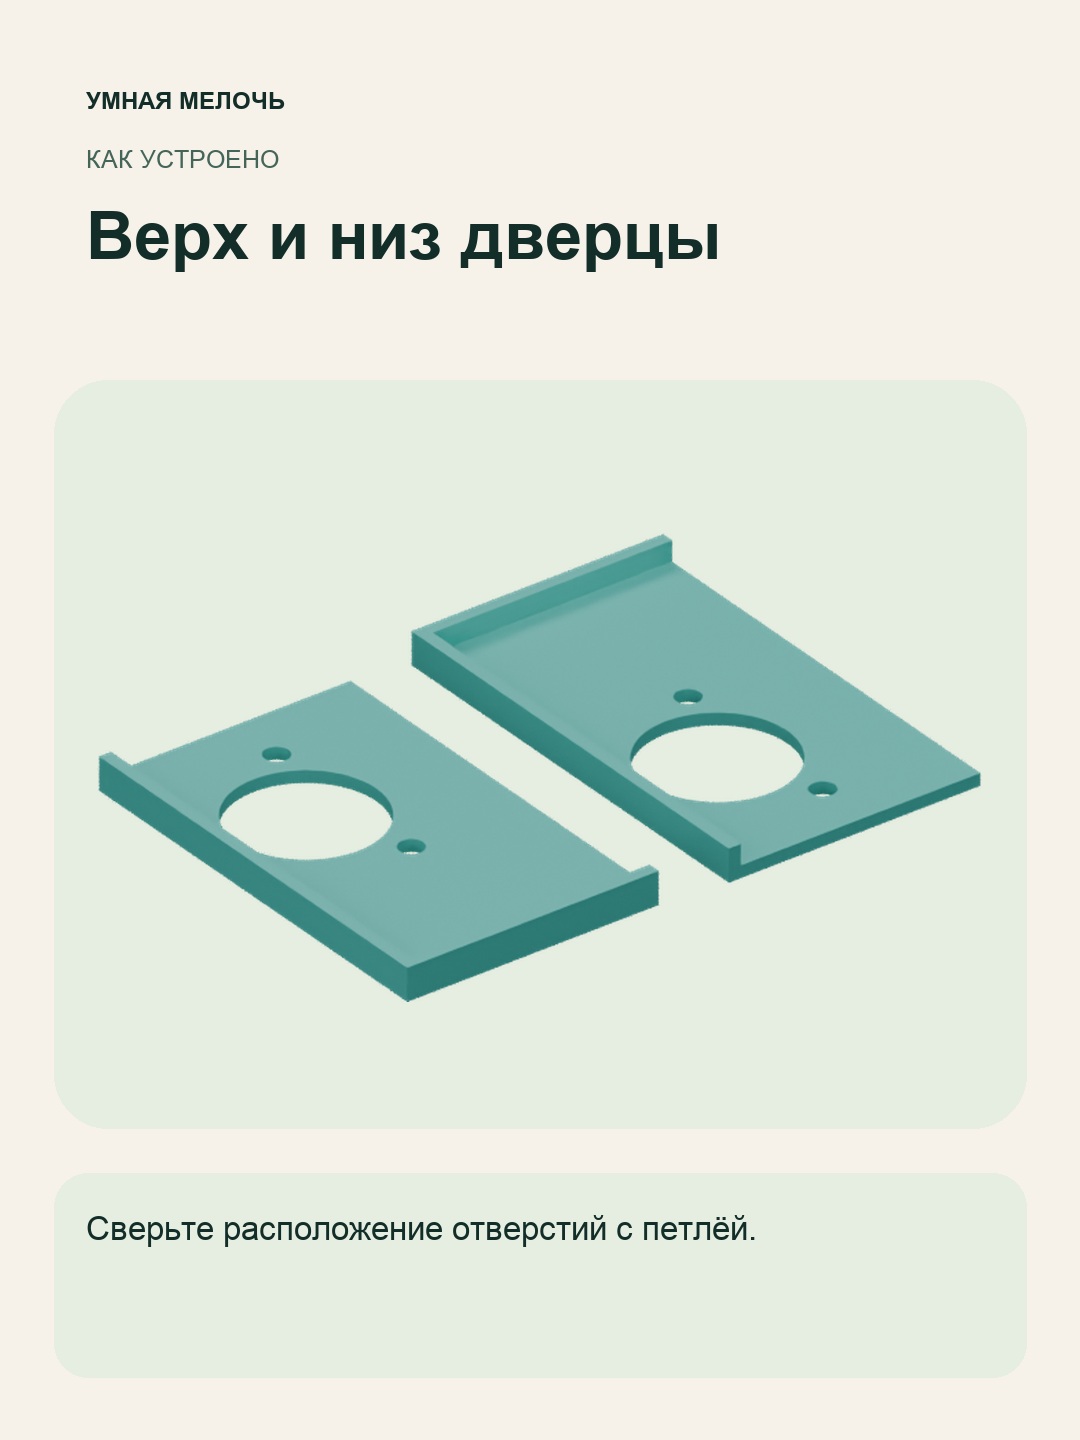 УМНАЯ МЕЛОЧЬ
КАК УСТРОЕНО
Верх и низ дверцы
Сверьте расположение отверстий с петлёй.